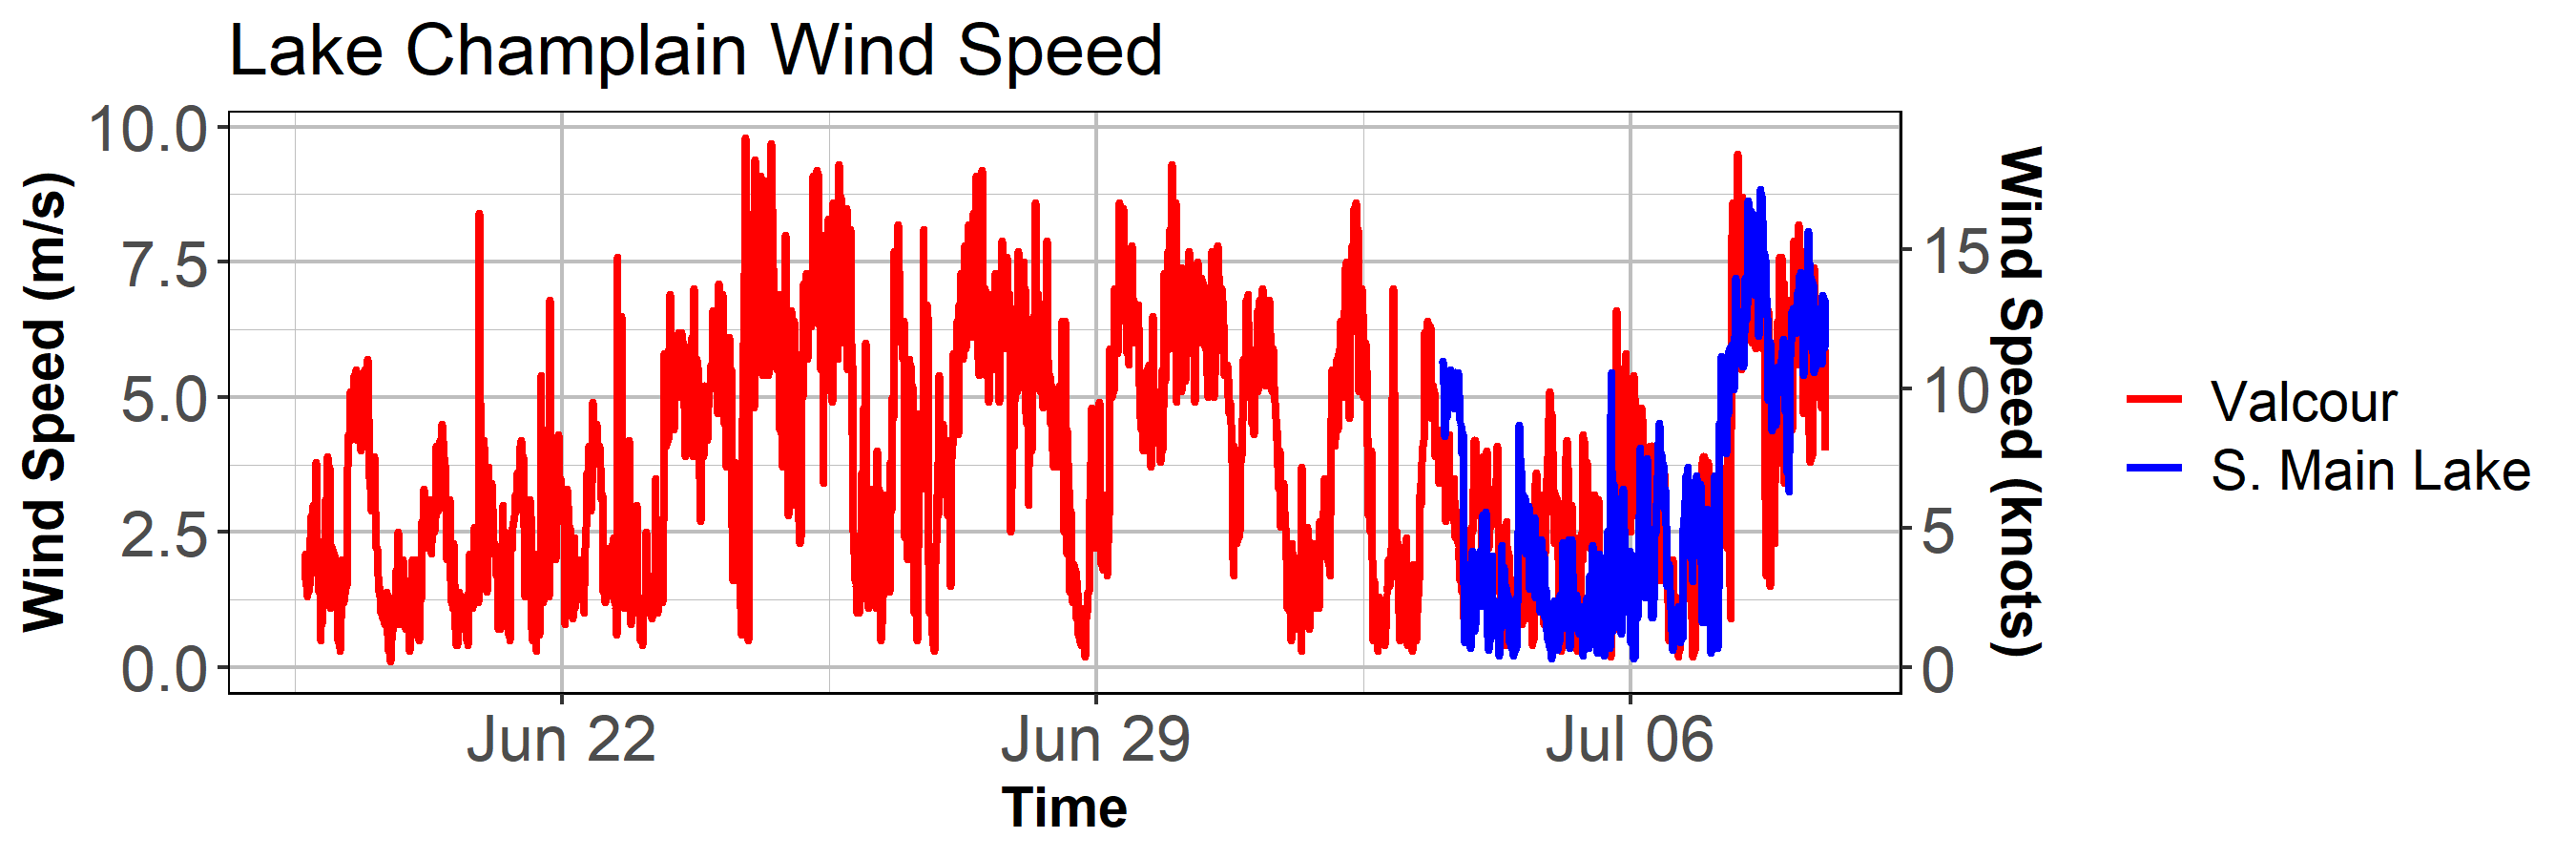 Lake Champlain Wind Speed
Wind Speed (m/s)
10.0
7.5
5.0
2.5
0.0
Jun 22
Jun 29
Jul 06
Time
15
10
5
0
Wind Speed (knots)
Valcour
S. Main Lake